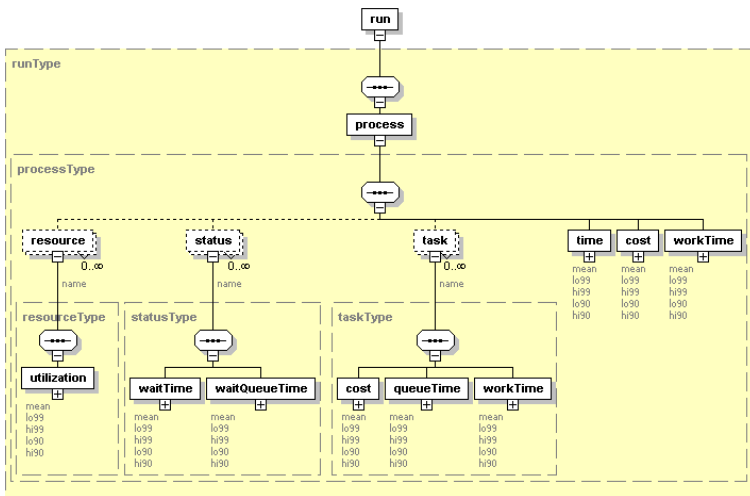 run
runType
process
processType
resource status task time cost workTime
0..∞ 0..∞ 0..∞
name name name
mean mean mean
lo99 lo99 lo99
hi99 hi99 hi99
lo90 lo90 lo90
hi90 hi90 hi90
resourceType statusType taskType
utilization waitTime waitQueueTime cost queueTime workTime
mean mean mean mean mean mean
lo99 lo99 lo99 lo99 lo99 lo99
hi99 hi99 hi99 hi99 hi99 hi99
lo90 lo90 lo90 lo90 lo90 lo90
hi90 hi90 hi90 hi90 hi90 hi90